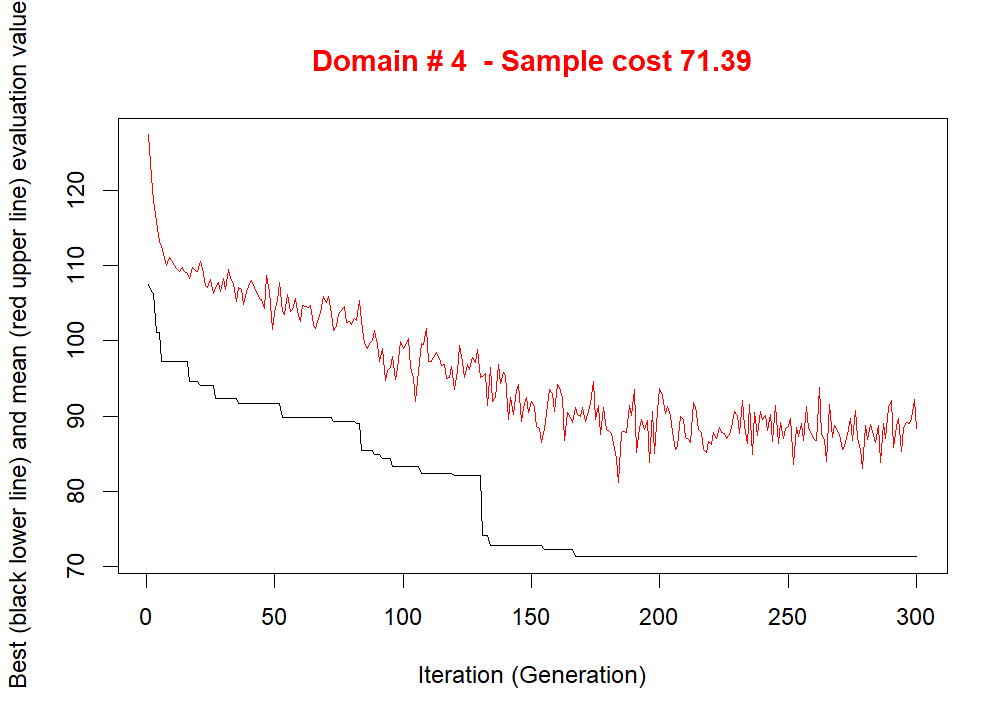 Domain # 4  - Sample cost 71.39
Best (black lower line) and mean (red upper line) evaluation value
120
110
100
90
80
70
0 50 100 150 200 250 300
Iteration (Generation)